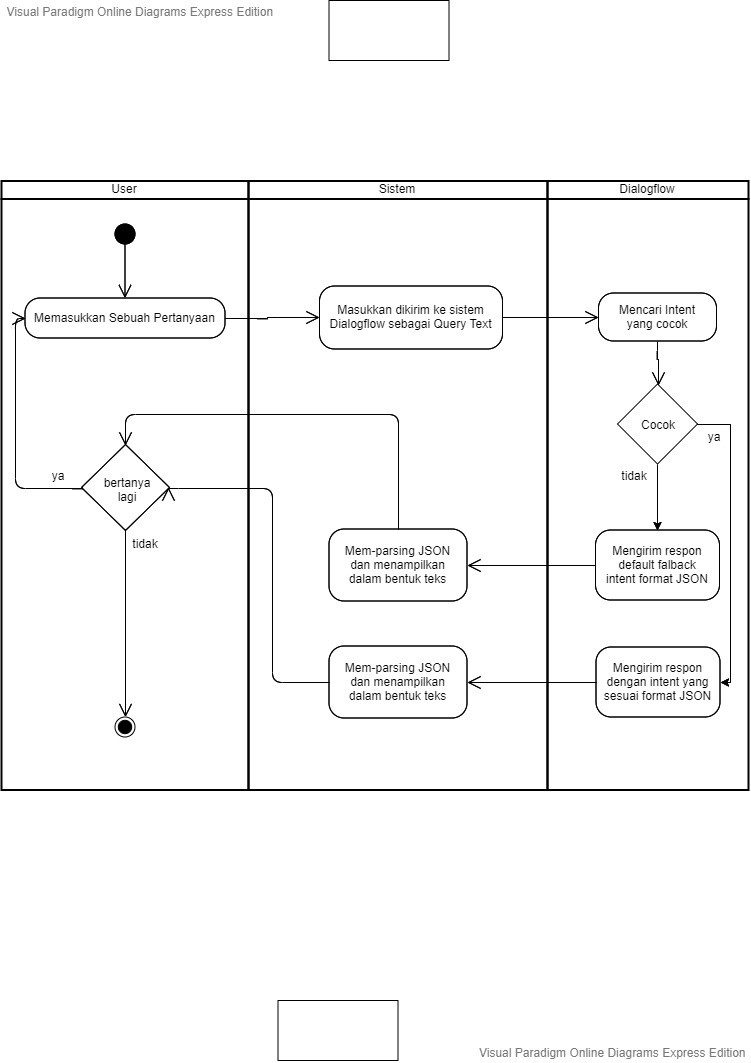 Visual Paradigm Online Diagrams Express Edition
User
Sistem
Dialogflow
Memasukkan Sebuah Pertanyaan
Masukkan dikirim ke sistem
Dialogflow sebagai Query Text
Mencari Intent
yang cocok
Cocok
ya
tidak
ya
bertanya
lagi
tidak
Mem-parsing JSON
dan menampilkan
dalam bentuk teks
Mengirim respon
default falback
intent format JSON
Mem-parsing JSON
dan menampilkan
dalam bentuk teks
Mengirim respon
dengan intent yang
sesuai format JSON
Visual Paradigm Online Diagrams Express Edition